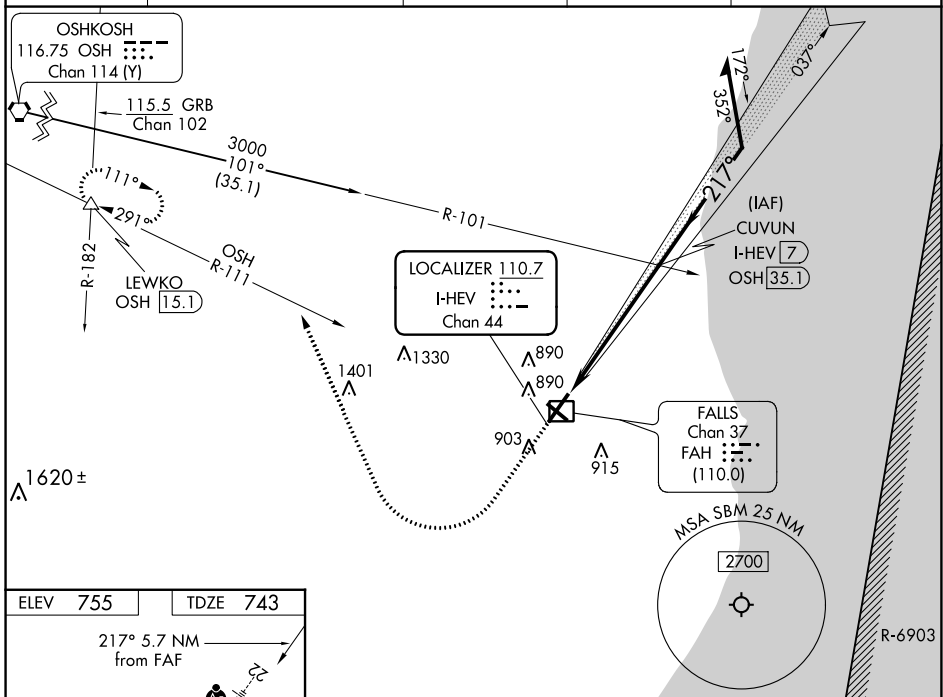 OSHKOSH
116.75 OSH
Chan 114 (Y)
115.5 GRB
Chan 102
3000
101°
(35.1)
R-101
172°
352°
037°
217°
(IAF)
CUVUN
I-HEV 7
OSH 35.1
111°
291°
OSH
R-111
R-182
LEWKO
OSH 15.1
LOCALIZER 110.7
I-HEV
Chan 44
1401
1330
890
890
903
915
FALLS
Chan 37
FAH
(110.0)
1620 ±
MSA SBM 25 NM
2700
R-6903
ELEV 755
TDZE 743
217° 5.7 NM
from FAF
22